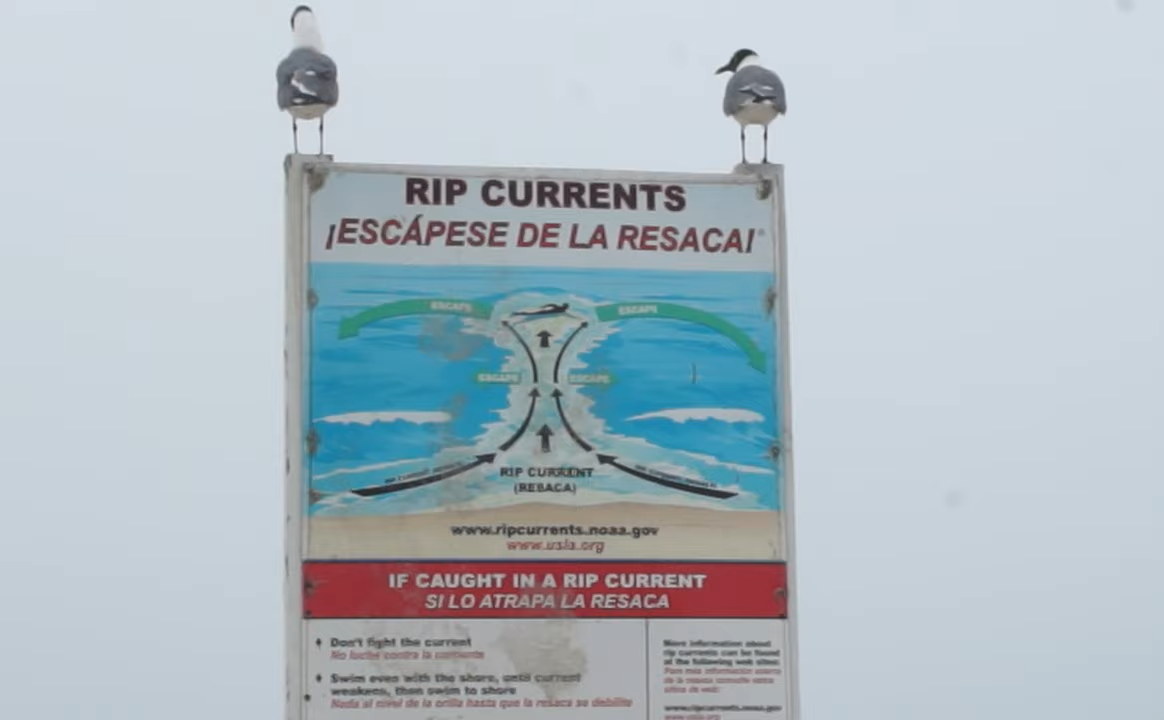 RIP CURRENTS
¡ESCÁPESE DE LA RESACA!
ESCAPE
ESCAPE
ESCAPE
ESCAPE
RIP CURRENT
(RESACA)
www.ripcurrents.noaa.gov
www.usla.org
IF CAUGHT IN A RIP CURRENT
SI LO ATRAPA LA RESACA
Don't fight the current
No luche contra la corriente
Swim even with the shore, until current
weakens, then swim to shore
Nada al nivel de la orilla hasta que la resaca se debilite
More information about
rip currents can be found
at the following web sites:
Para más información acerca
de la resaca consulte estos
sitios de web:
www.ripcurrents.noaa.gov
www.usla.org